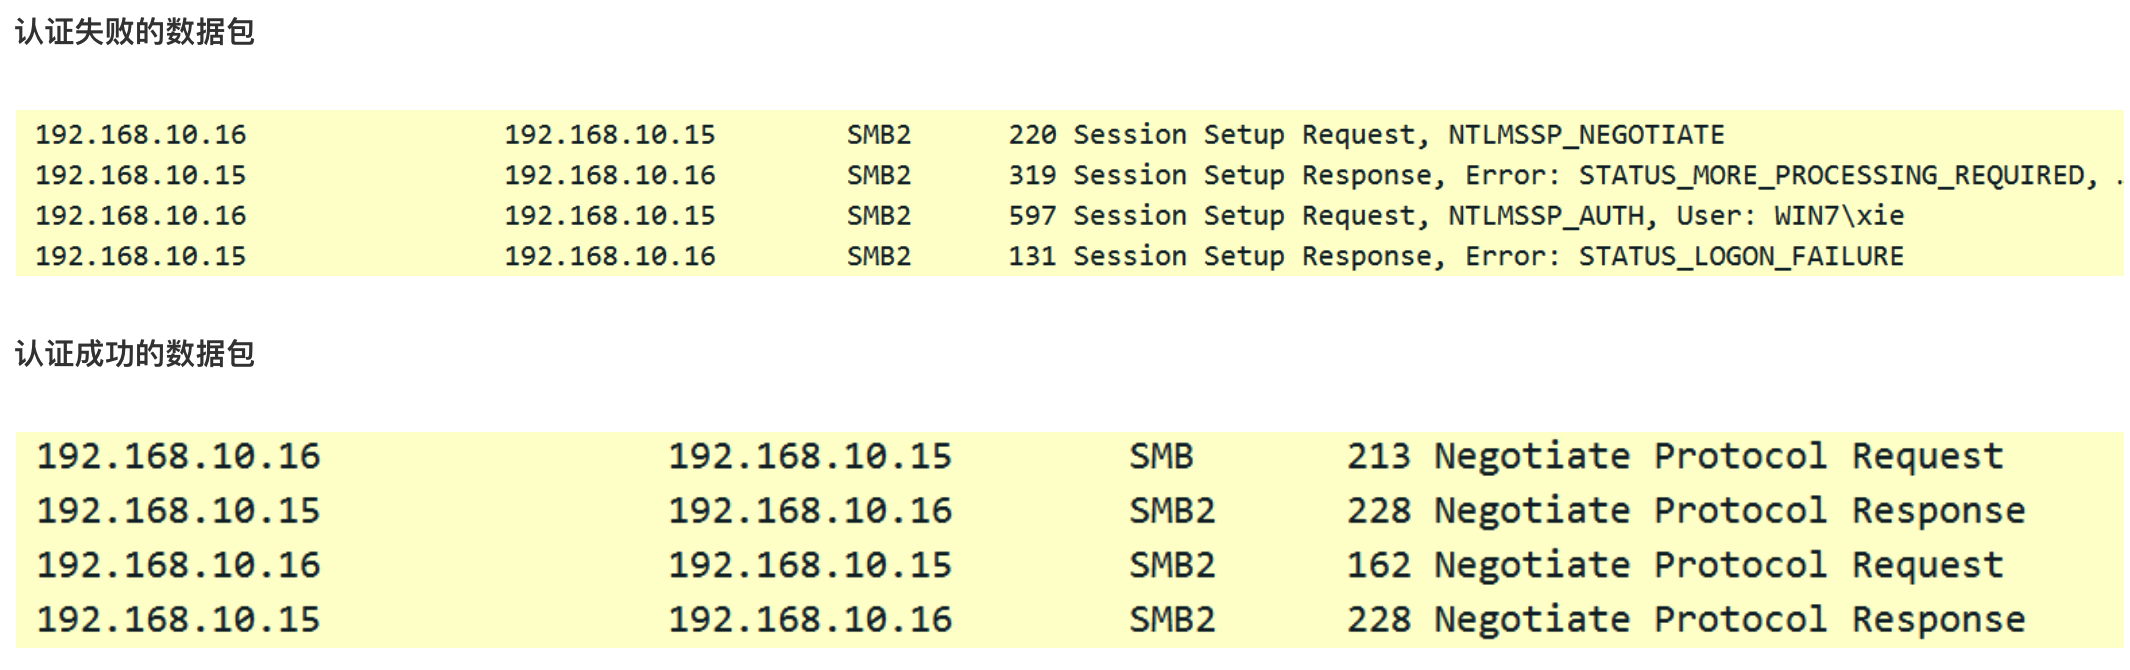 认证失败的数据包
192.168.10.16 192.168.10.15 SMB2 220 Session Setup Request, NTLMSSP_NEGOTIATE
192.168.10.15 192.168.10.16 SMB2 319 Session Setup Response, Error: STATUS_MORE_PROCESSING_REQUIRED, .
192.168.10.16 192.168.10.15 SMB2 597 Session Setup Request, NTLMSSP_AUTH, User: WIN7\xie
192.168.10.15 192.168.10.16 SMB2 131 Session Setup Response, Error: STATUS_LOGON_FAILURE
认证成功的数据包
192.168.10.16 192.168.10.15 SMB 213 Negotiate Protocol Request
192.168.10.15 192.168.10.16 SMB2 228 Negotiate Protocol Response
192.168.10.16 192.168.10.15 SMB2 162 Negotiate Protocol Request
192.168.10.15 192.168.10.16 SMB2 228 Negotiate Protocol Response